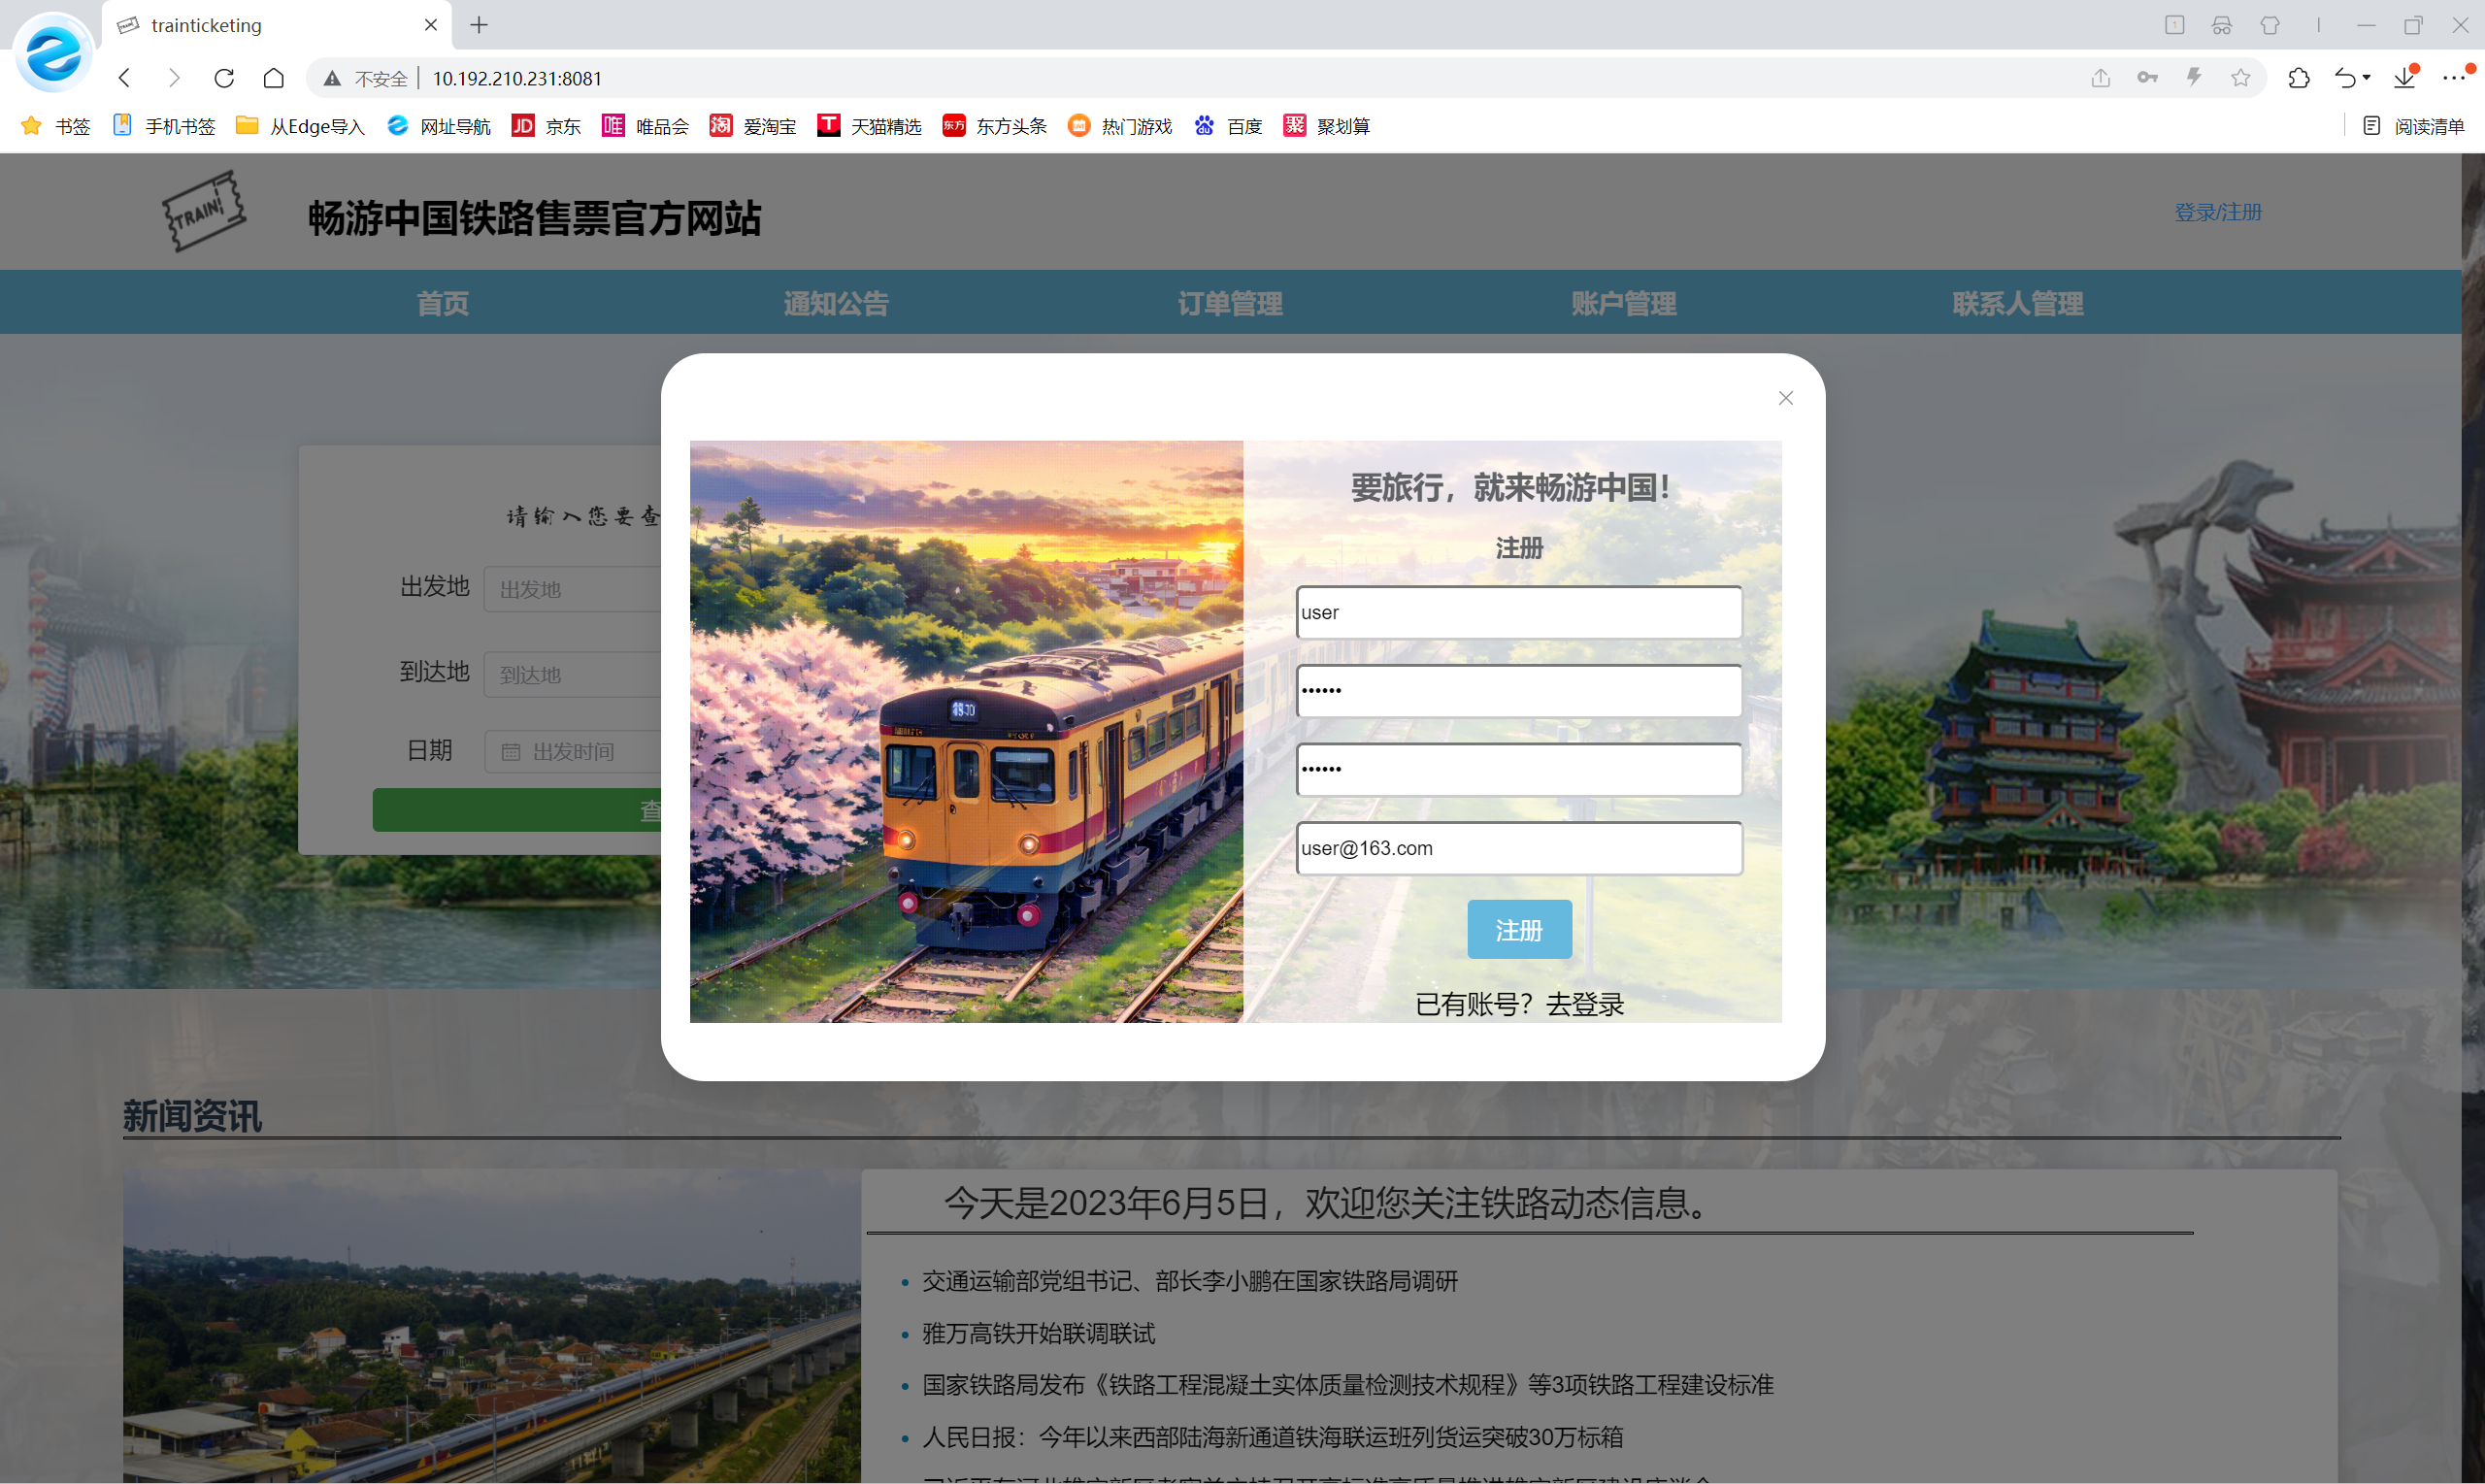 trainticketing
不安全 10.192.210.231:8081
书签 手机书签 从Edge导入 网址导航 京东 唯品会 爱淘宝 天猫精选 东方头条 热门游戏 百度 聚划算 阅读清单
TRAIN!
畅游中国铁路售票官方网站
登录/注册
首页 通知公告 订单管理 账户管理 联系人管理
请输入您要查
出发地 出发地
到达地 到达地
日期 出发时间
查
要旅行，就来畅游中国！
注册
user
••••••
••••••
user@163.com
注册
已有账号？去登录
新闻资讯
今天是2023年6月5日，欢迎您关注铁路动态信息。
交通运输部党组书记、部长李小鹏在国家铁路局调研
雅万高铁开始联调联试
国家铁路局发布《铁路工程混凝土实体质量检测技术规程》等3项铁路工程建设标准
人民日报：今年以来西部陆海新通道铁海联运班列货运突破30万标箱